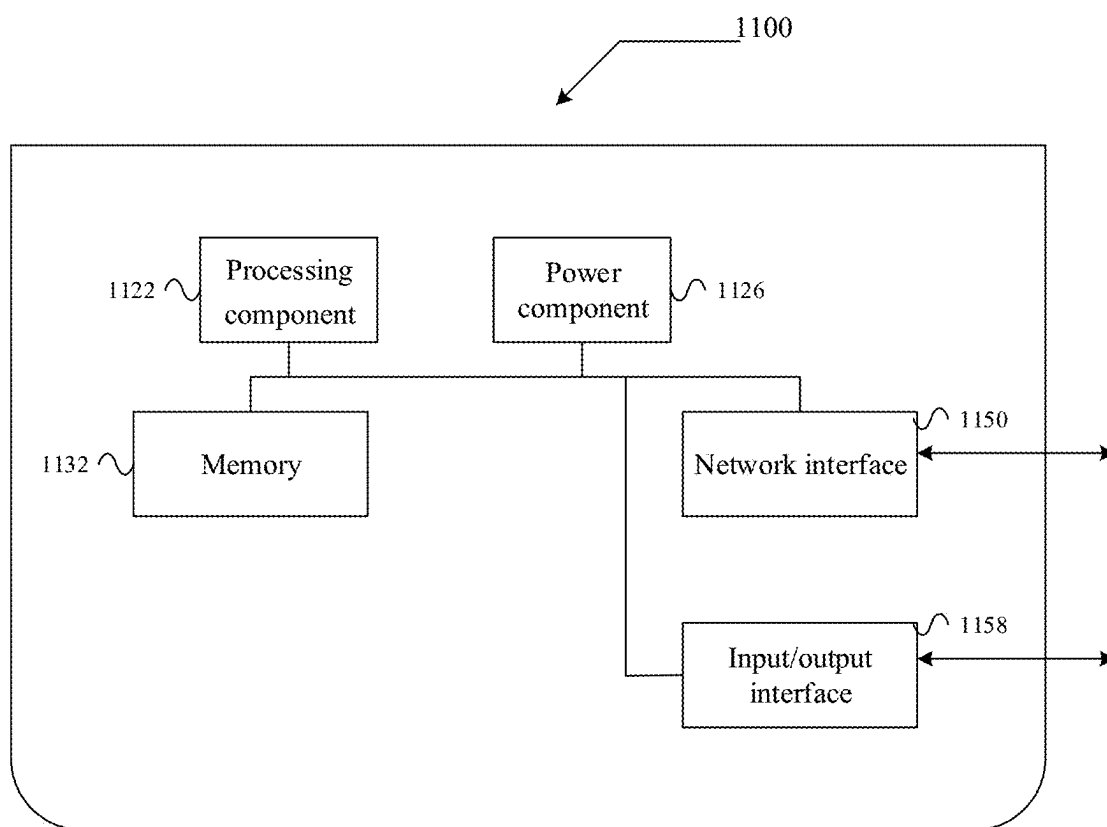 1100
1122
Processing
component
Power
component
1126
1132
Memory
1150
Network interface
1158
Input/output
interface